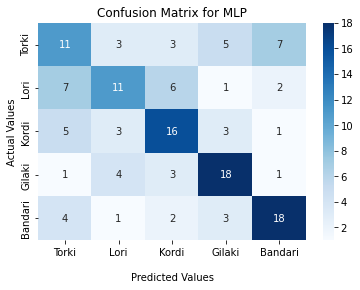 Confusion Matrix for MLP
Actual Values
Torki 11 3 3 5 7
Lori 7 11 6 1 2
Kordi 5 3 16 3 1
Gilaki 1 4 3 18 1
Bandari 4 1 2 3 18
Torki Lori Kordi Gilaki Bandari
Predicted Values
18
16
14
12
10
8
6
4
2